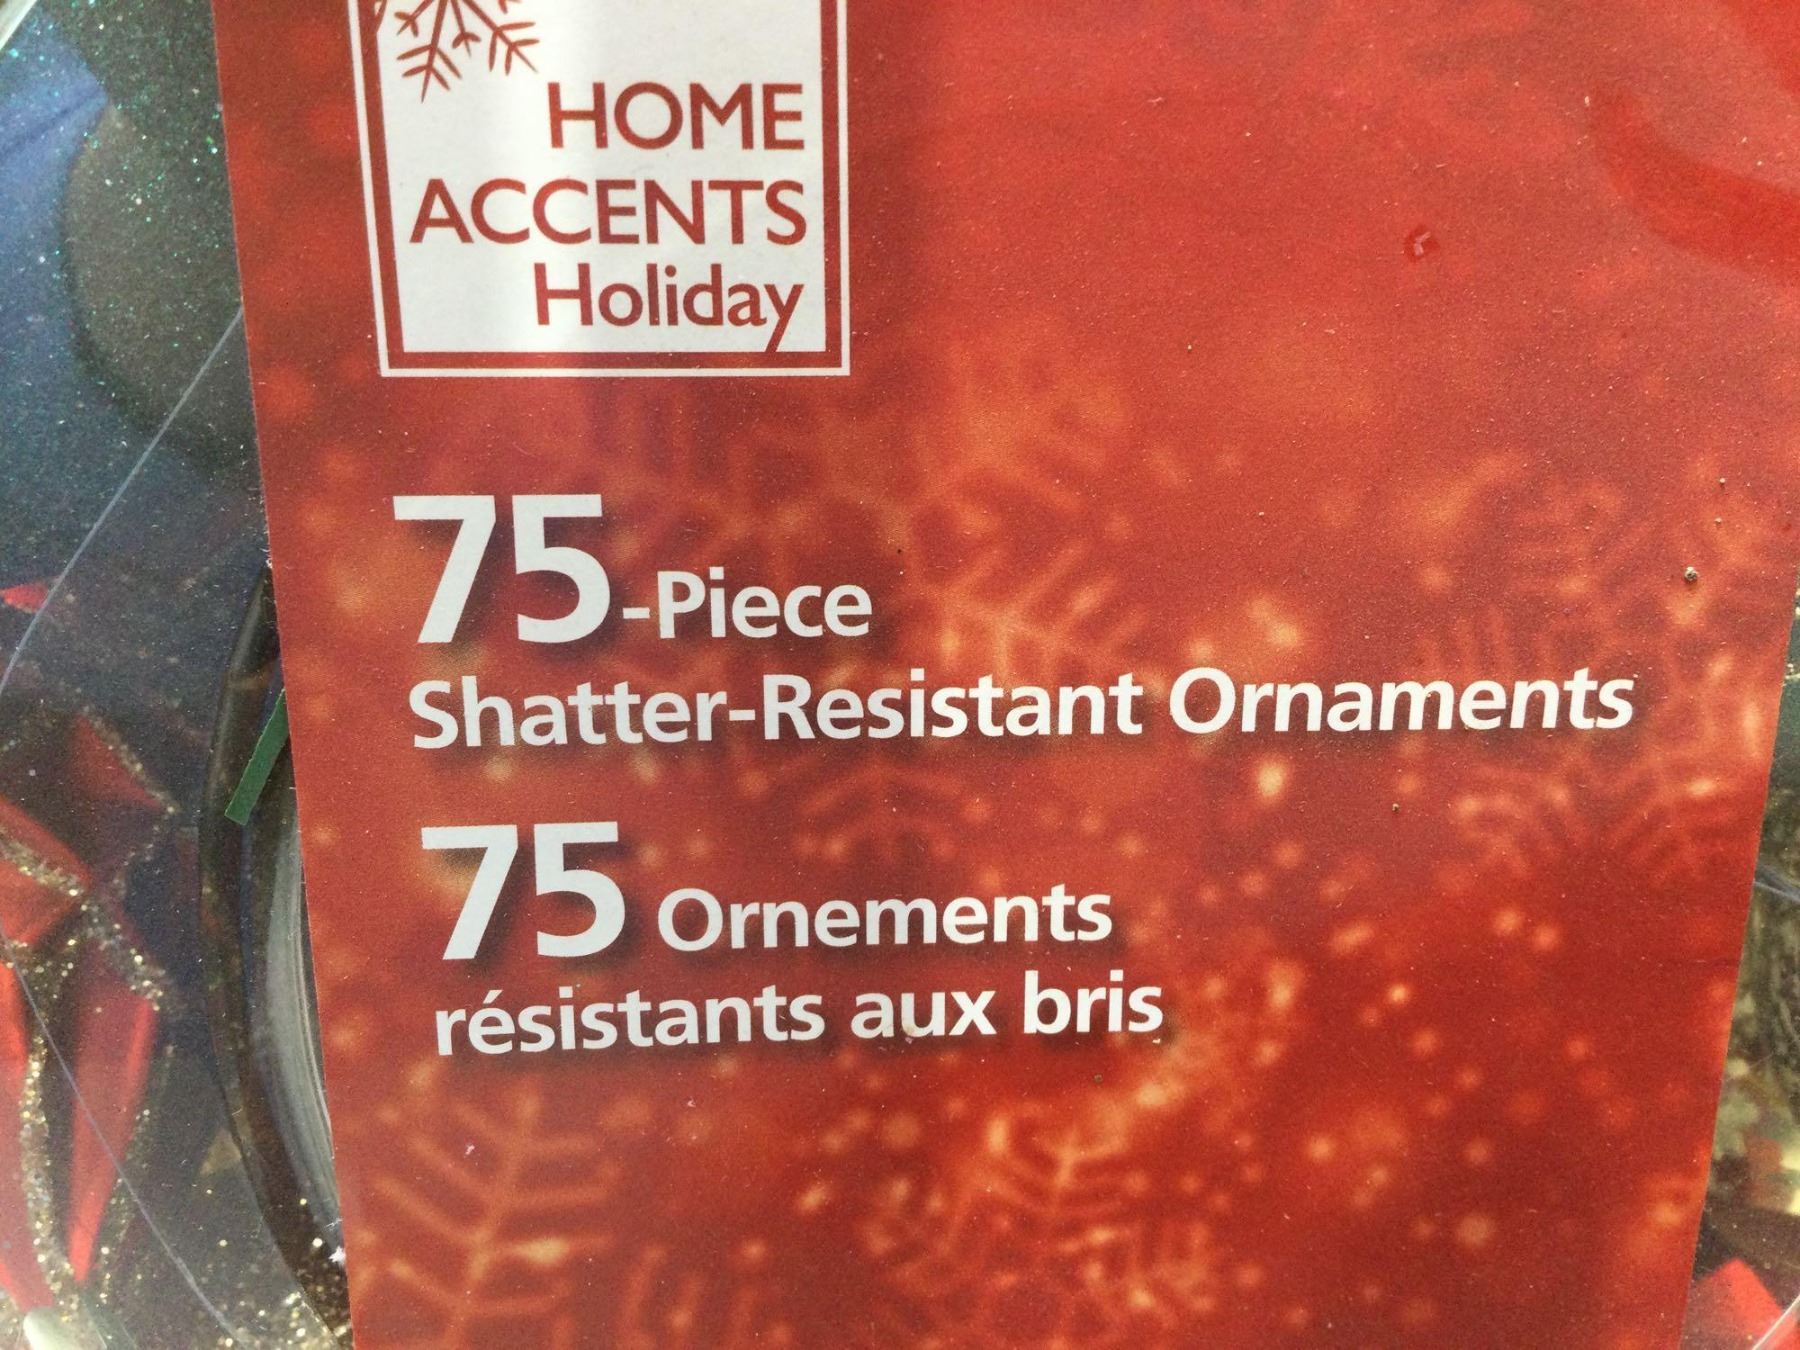 HOME
ACCENTS
Holiday
75-Piece
Shatter-Resistant Ornaments
75 Ornements
résistants aux bris